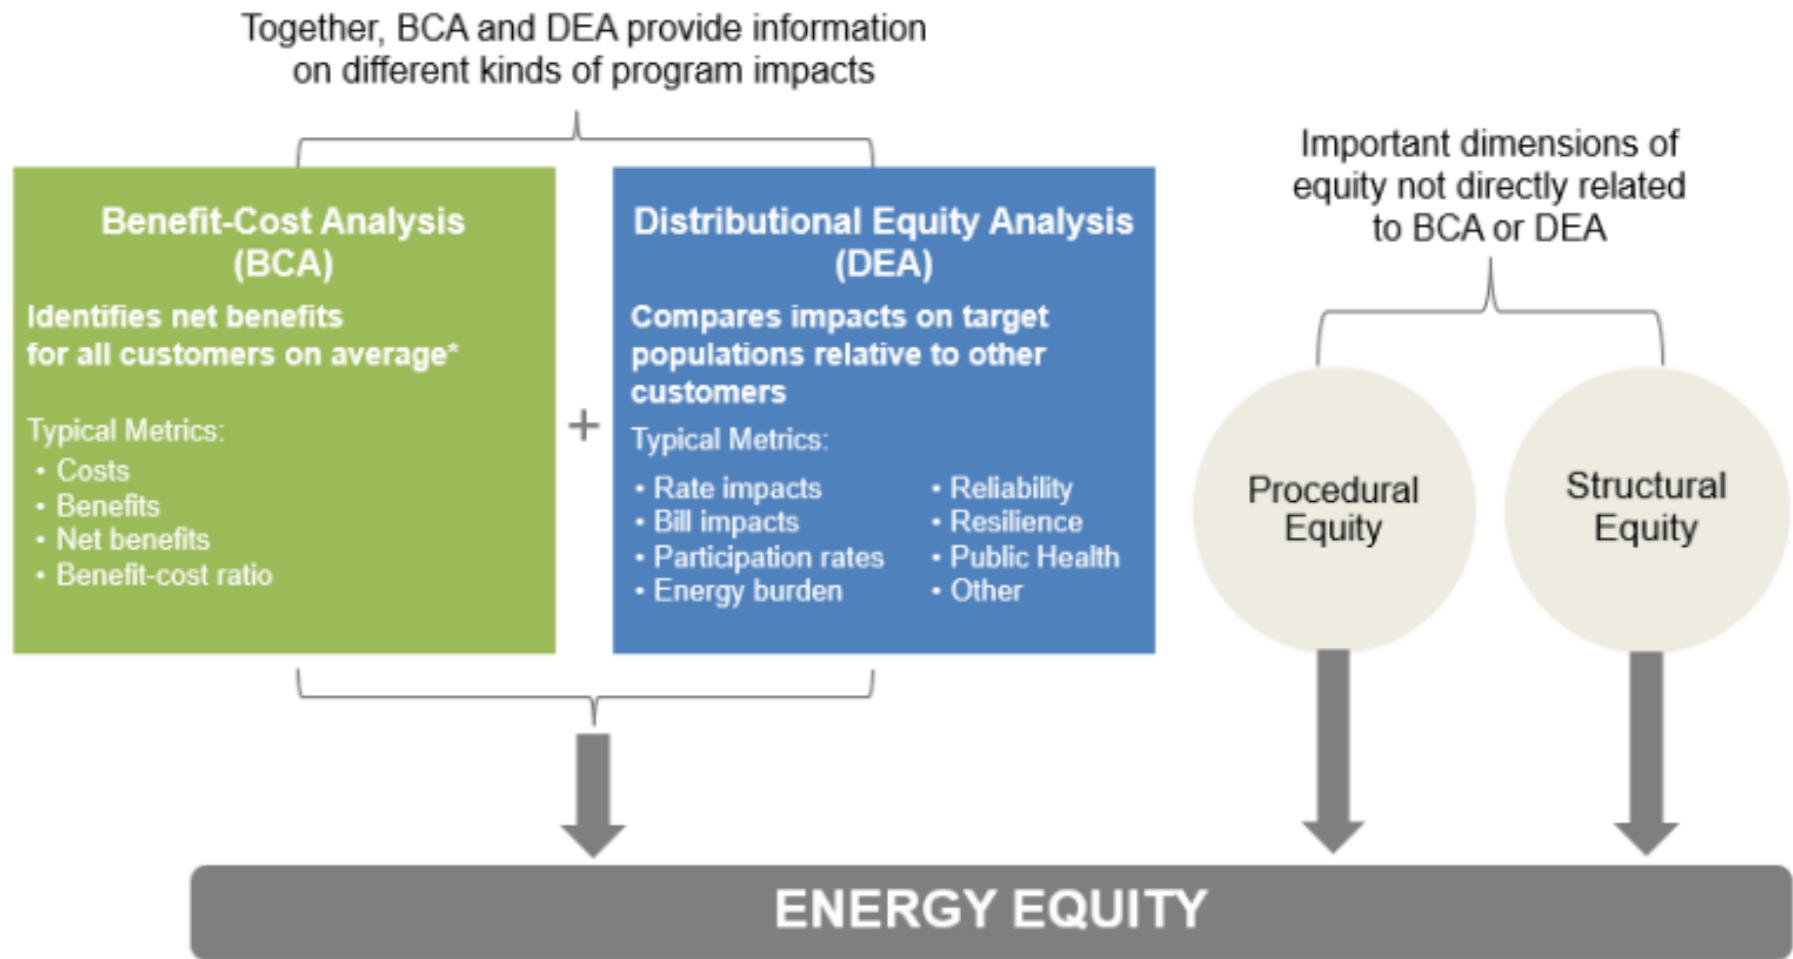 Together, BCA and DEA provide information
on different kinds of program impacts
Benefit-Cost Analysis
(BCA)
Identifies net benefits
for all customers on average*
Typical Metrics:
• Costs
• Benefits
• Net benefits
• Benefit-cost ratio
+
Distributional Equity Analysis
(DEA)
Compares impacts on target
populations relative to other
customers
Typical Metrics:
• Rate impacts
• Bill impacts
• Participation rates
• Energy burden
• Reliability
• Resilience
• Public Health
• Other
Important dimensions of
equity not directly related
to BCA or DEA
Procedural
Equity
Structural
Equity
ENERGY EQUITY